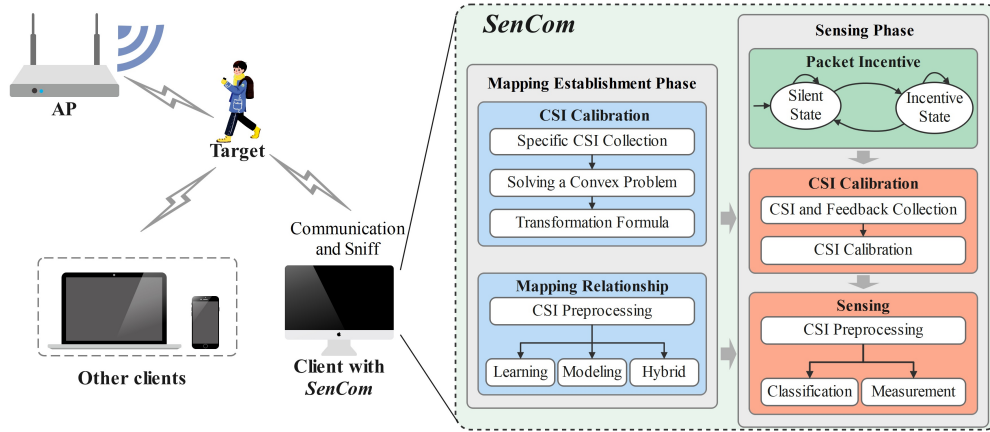 AP
Target
Other clients
Communication
and Sniff
Client with
SenCom
SenCom
Mapping Establishment Phase
CSI Calibration
Specific CSI Collection
Solving a Convex Problem
Transformation Formula
Mapping Relationship
CSI Preprocessing
Learning
Modeling
Hybrid
Sensing Phase
Packet Incentive
Silent
State
Incentive
State
CSI Calibration
CSI and Feedback Collection
CSI Calibration
Sensing
CSI Preprocessing
Classification
Measurement